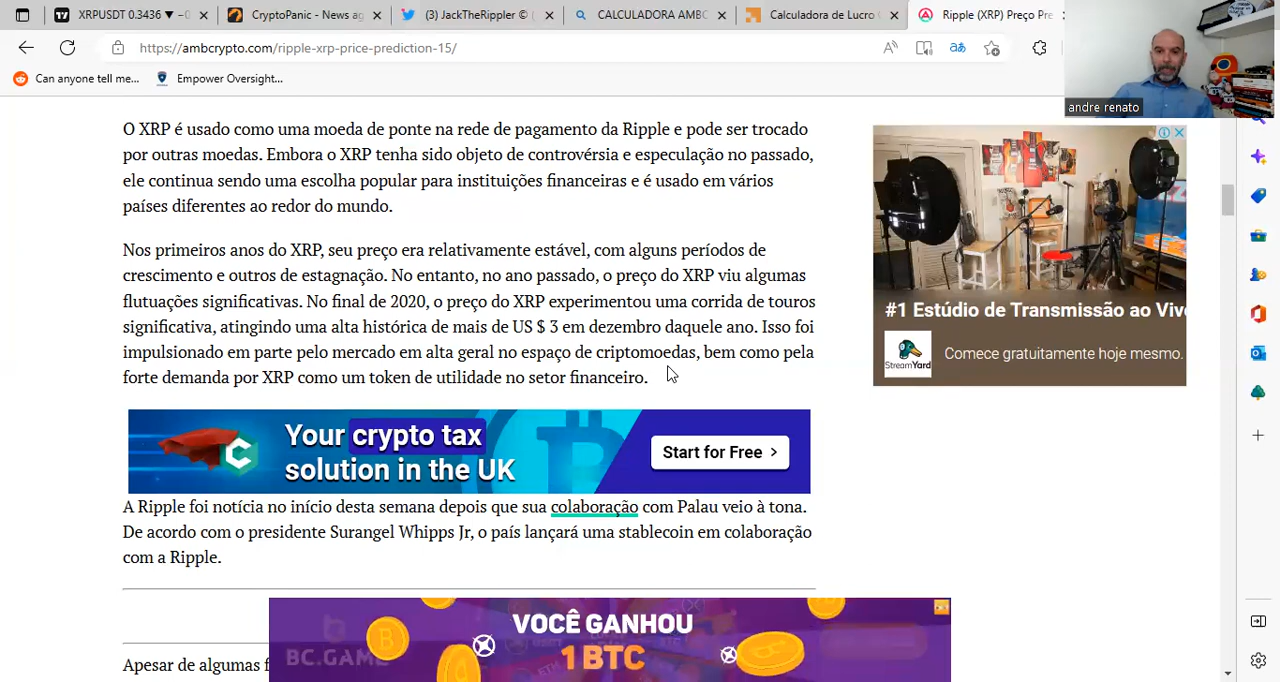 XRPUSDT 0.3436 ▼ −0
CryptoPanic - News ag
(3) JackTheRippler © (
CALCULADORA AMBC
Calculadora de Lucro
Ripple (XRP) Preço Pre
https://ambcrypto.com/ripple-xrp-price-prediction-15/
Can anyone tell me...
Empower Oversight...
andre renato
O XRP é usado como uma moeda de ponte na rede de pagamento da Ripple e pode ser trocado
por outras moedas. Embora o XRP tenha sido objeto de controvérsia e especulação no passado,
ele continua sendo uma escolha popular para instituições financeiras e é usado em vários
países diferentes ao redor do mundo.
Nos primeiros anos do XRP, seu preço era relativamente estável, com alguns períodos de
crescimento e outros de estagnação. No entanto, no ano passado, o preço do XRP viu algumas
flutuações significativas. No final de 2020, o preço do XRP experimentou uma corrida de touros
significativa, atingindo uma alta histórica de mais de US $ 3 em dezembro daquele ano. Isso foi
impulsionado em parte pelo mercado em alta geral no espaço de criptomoedas, bem como pela
forte demanda por XRP como um token de utilidade no setor financeiro.
#1 Estúdio de Transmissão ao Viv
StreamYard
Comece gratuitamente hoje mesmo.
Your crypto tax
solution in the UK
Start for Free >
A Ripple foi notícia no início desta semana depois que sua colaboração com Palau veio à tona.
De acordo com o presidente Surangel Whipps Jr, o país lançará uma stablecoin em colaboração
com a Ripple.
VOCÊ GANHOU
1 BTC
BC.GAME
Apesar de algumas f